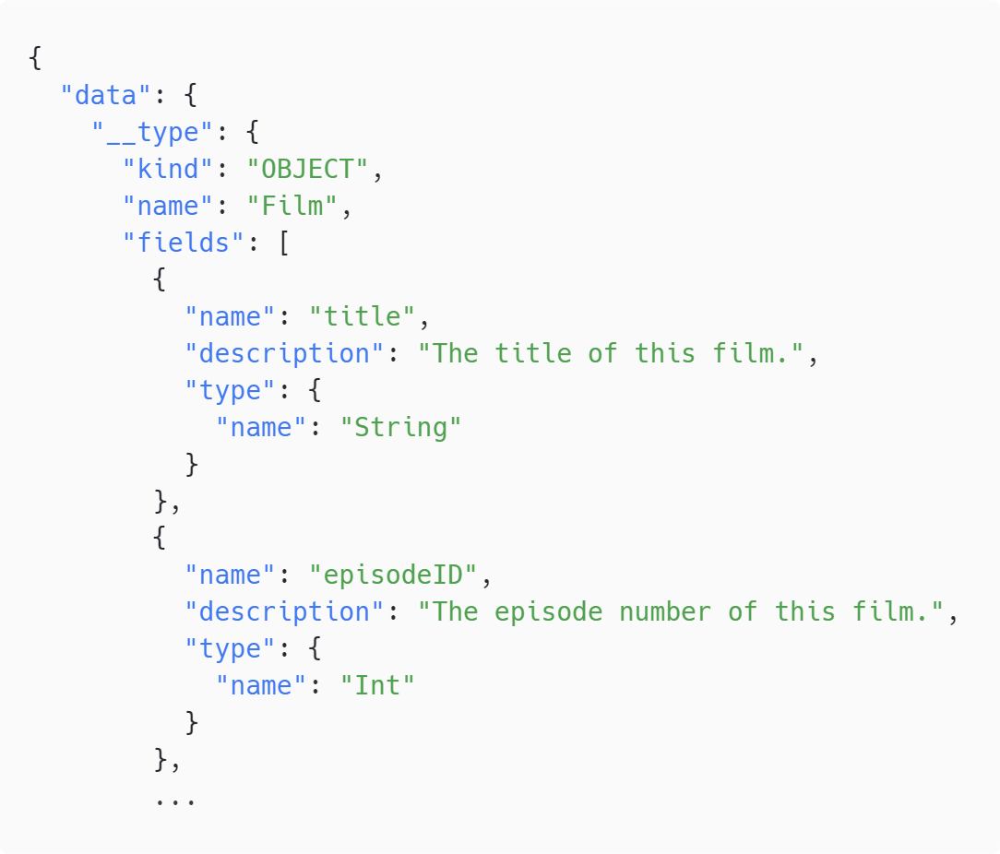 {
  "data": {
    "__type": {
      "kind": "OBJECT",
      "name": "Film",
      "fields": [
        {
          "name": "title",
          "description": "The title of this film.",
          "type": {
            "name": "String"
          }
        },
        {
          "name": "episodeID",
          "description": "The episode number of this film.",
          "type": {
            "name": "Int"
          }
        },
        ...